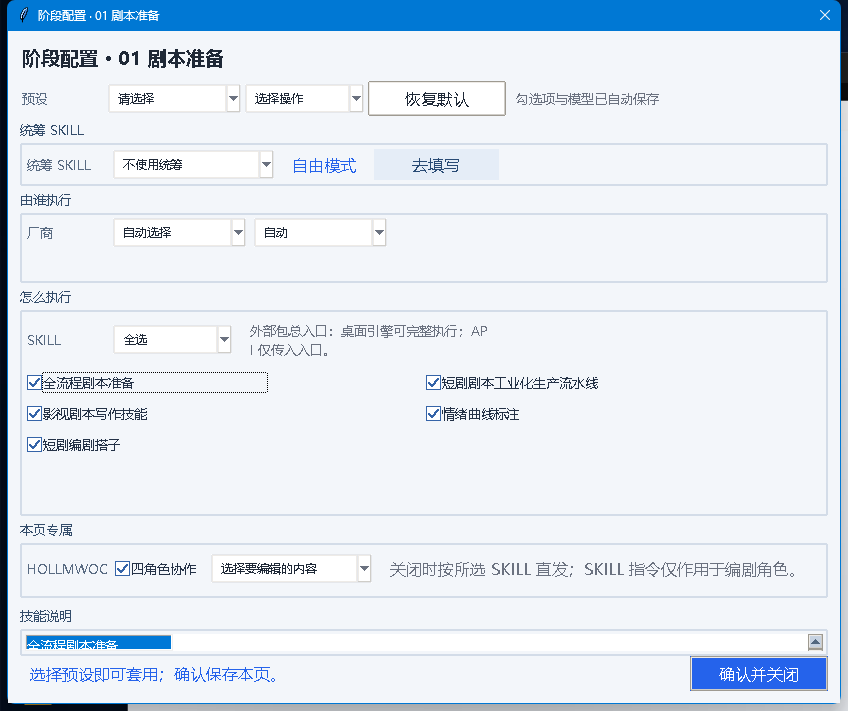 阶段配置 · 01 剧本准备
阶段配置 · 01 剧本准备
预设 请选择 选择操作 恢复默认 勾选项与模型已自动保存
统筹 SKILL
统筹 SKILL 不使用统筹 自由模式 去填写
由谁执行
厂商 自动选择 自动
怎么执行
SKILL 全选 外部包总入口：桌面引擎可完整执行；AP
I 仅传入入口。
全流程剧本准备 短剧剧本工业化生产流水线
影视剧本写作技能 情绪曲线标注
短剧编剧搭子
本页专属
HOLLMWOC 四角色协作 选择要编辑的内容 关闭时按所选 SKILL 直发；SKILL 指令仅作用于编剧角色。
技能说明
全流程剧本准备
选择预设即可套用；确认保存本页。 确认并关闭